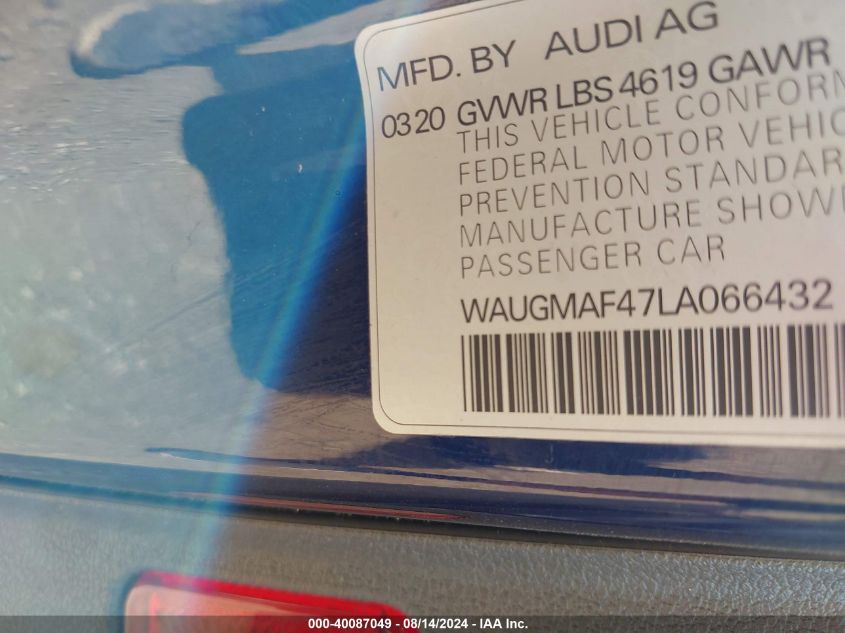 MFD. BY AUDI AG
0320 GVWR LBS 4619 GAWR
THIS VEHICLE CONFORM
FEDERAL MOTOR VEHIC
PREVENTION STANDAR
MANUFACTURE SHOW
PASSENGER CAR
WAUGMAF47LA066432
000-40087049 - 08/14/2024 - IAA Inc.